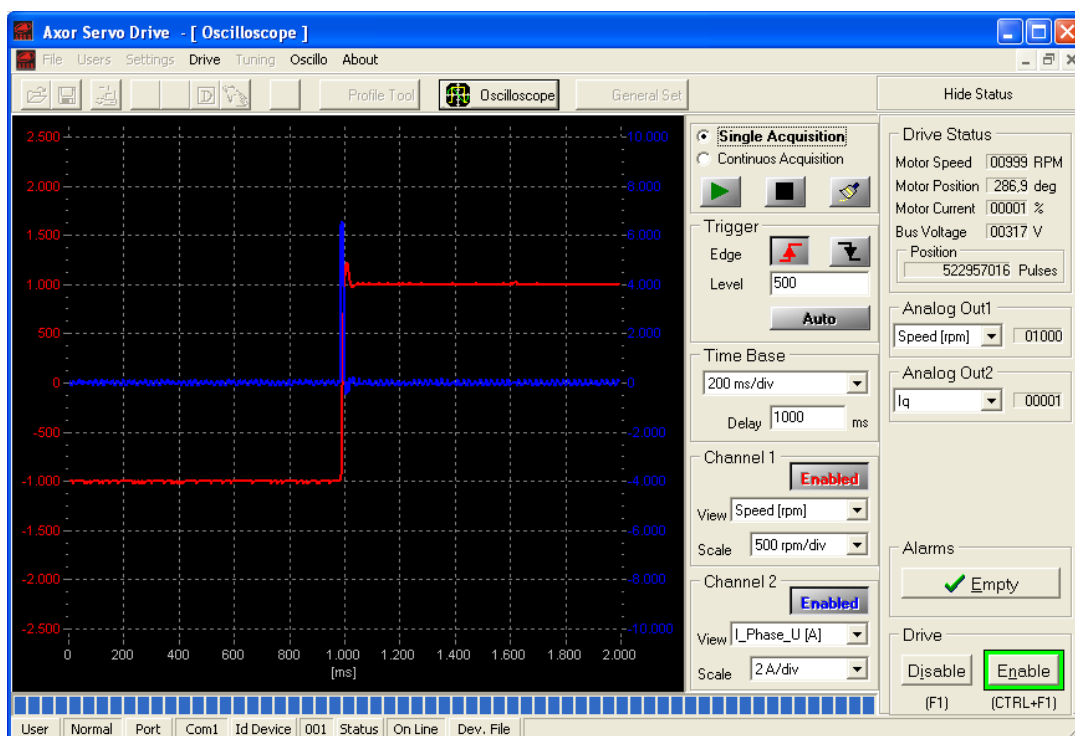 Axor Servo Drive - [ Oscilloscope ]
File Users Settings Drive Tuning Oscillo About
Profile Tool Oscilloscope General Set Hide Status
2.500
2.000
1.500
1.000
500
0
-500
-1.000
-1.500
-2.000
-2.500
10.000
8.000
6.000
4.000
2.000
0
-2.000
-4.000
-6.000
-8.000
-10.000
0 200 400 600 800 1.000 1.200 1.400 1.600 1.800 2.000
[ms]
Single Acquisition
Continuos Acquisition
Trigger
Edge
Level 500
Auto
Time Base
200 ms/div
Delay 1000 ms
Channel 1
Enabled
View Speed [rpm]
Scale 500 rpm/div
Channel 2
Enabled
View I_Phase_U [A]
Scale 2 A/div
Drive Status
Motor Speed 00999 RPM
Motor Position 286,9 deg
Motor Current 00001 %
Bus Voltage 00317 V
Position
522957016 Pulses
Analog Out1
Speed [rpm] 01000
Analog Out2
Iq 00001
Alarms
Empty
Drive
Disable Enable
(F1) (CTRL+F1)
User Normal Port Com1 Id Device 001 Status On Line Dev. File